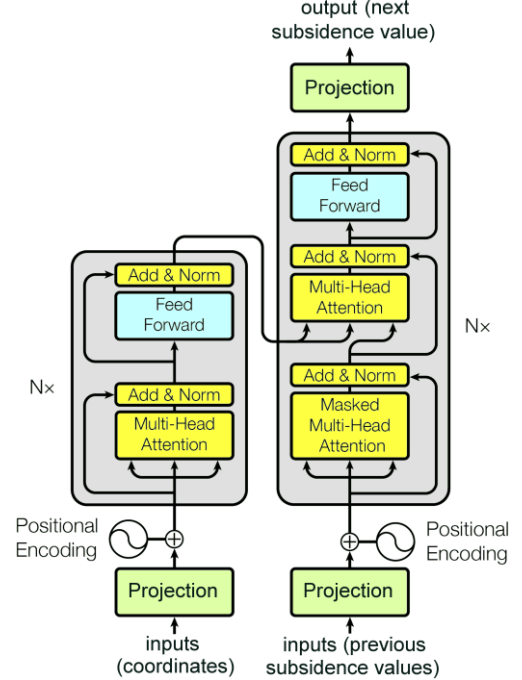 output (next
subsidence value)
Projection
Add & Norm
Feed
Forward
Add & Norm
Multi-Head
Attention
Nx
Add & Norm
Masked
Multi-Head
Attention
Positional
Encoding
Projection
inputs (previous
subsidence values)
Add & Norm
Feed
Forward
Nx
Add & Norm
Multi-Head
Attention
Positional
Encoding
Projection
inputs
(coordinates)